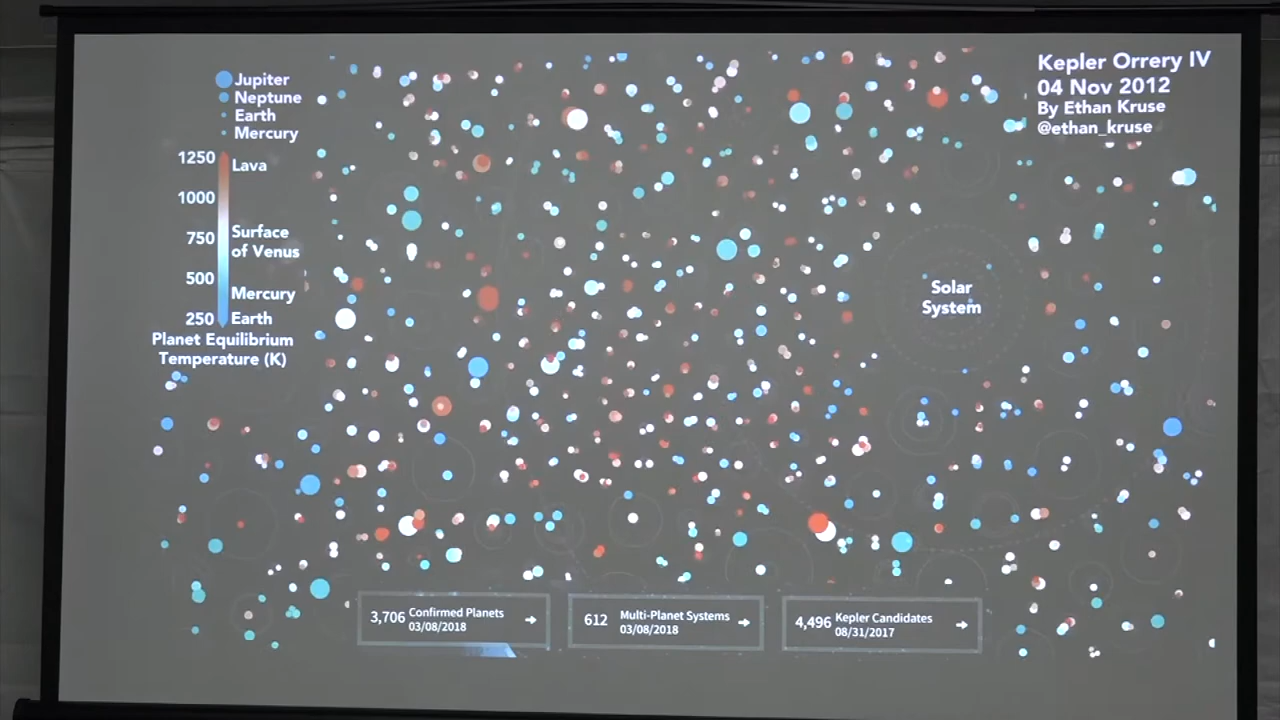 Jupiter
Neptune
Earth
Mercury
1250
Lava
1000
750
Surface
of Venus
500
Mercury
250
Earth
Planet Equilibrium
Temperature (K)
Kepler Orrery IV
04 Nov 2012
By Ethan Kruse
@ethan_kruse
Solar
System
3,706 Confirmed Planets
03/08/2018
612 Multi-Planet Systems
03/08/2018
4,496 Kepler Candidates
08/31/2017